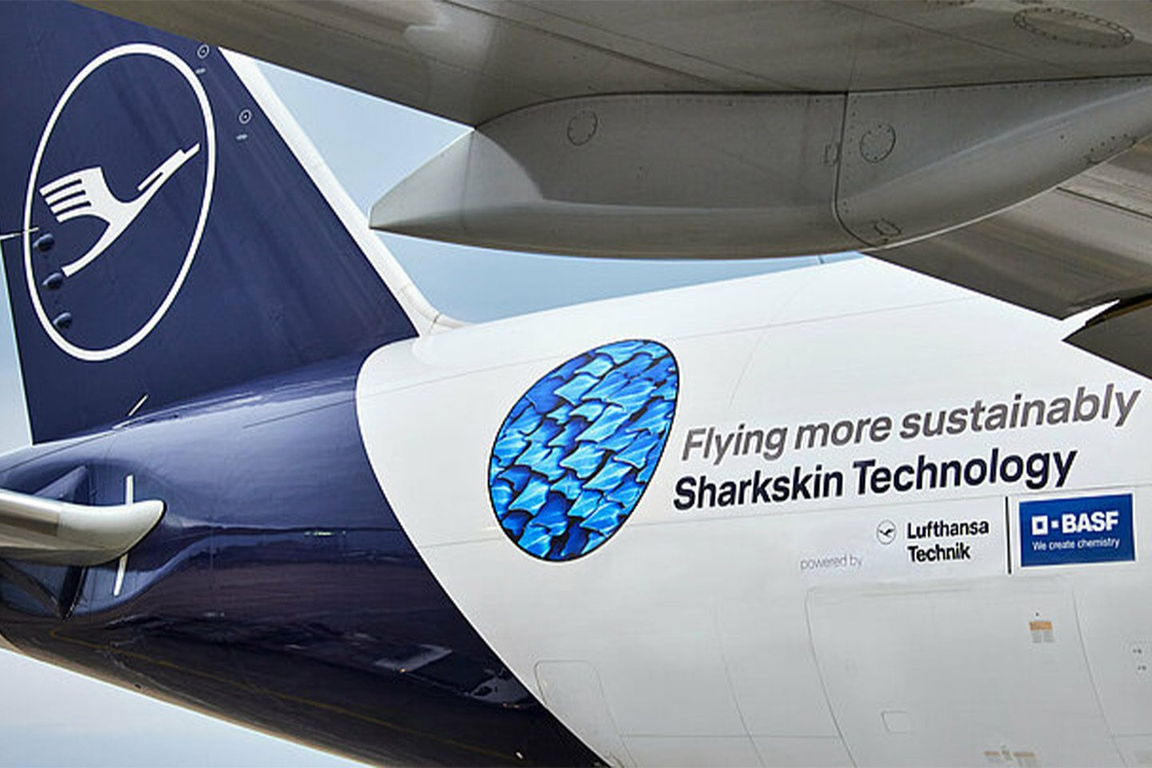 Flying more sustainably
Sharkskin Technology
powered by
Lufthansa
Technik
BASF
We create chemistry